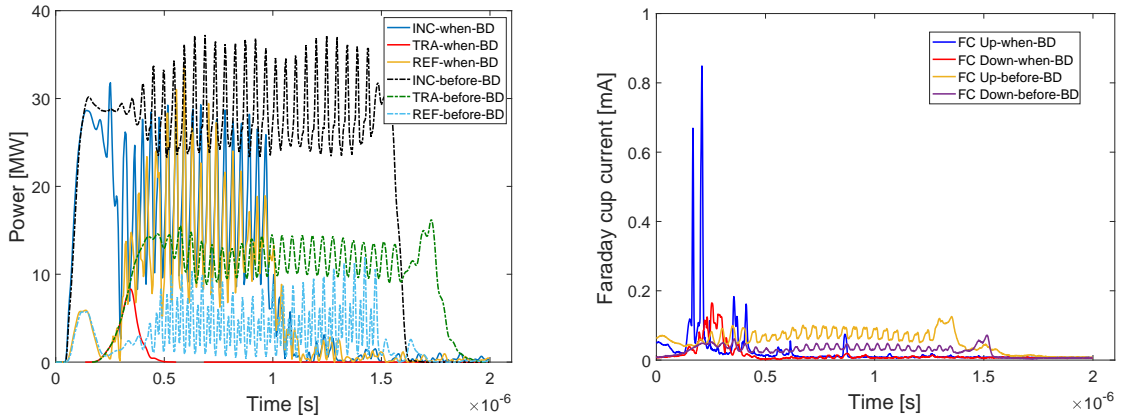 40
30
20
10
0
Power [MW]
INC-when-BD
TRA-when-BD
REF-when-BD
INC-before-BD
TRA-before-BD
REF-before-BD
0 0.5 1 1.5 2
Time [s]
×10⁻⁶
1
0.8
0.6
0.4
0.2
0
Faraday cup current [mA]
FC Up-when-BD
FC Down-when-BD
FC Up-before-BD
FC Down-before-BD
0 0.5 1 1.5 2
Time [s]
×10⁻⁶